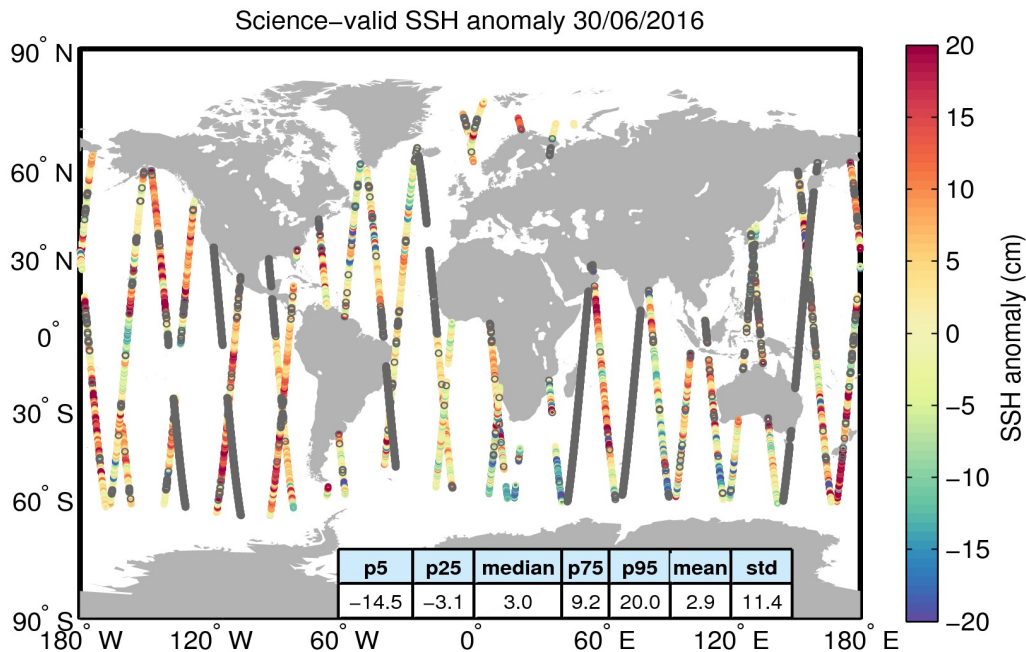 Science−valid SSH anomaly 30/06/2016
90° N
60° N
30° N
0°
30° S
60° S
90° S
180° W
120° W
60° W
0°
60° E
120° E
180° E
p5 p25 median p75 p95 mean std
−14.5 −3.1 3.0 9.2 20.0 2.9 11.4
20
15
10
5
0
−5
−10
−15
−20
SSH anomaly (cm)